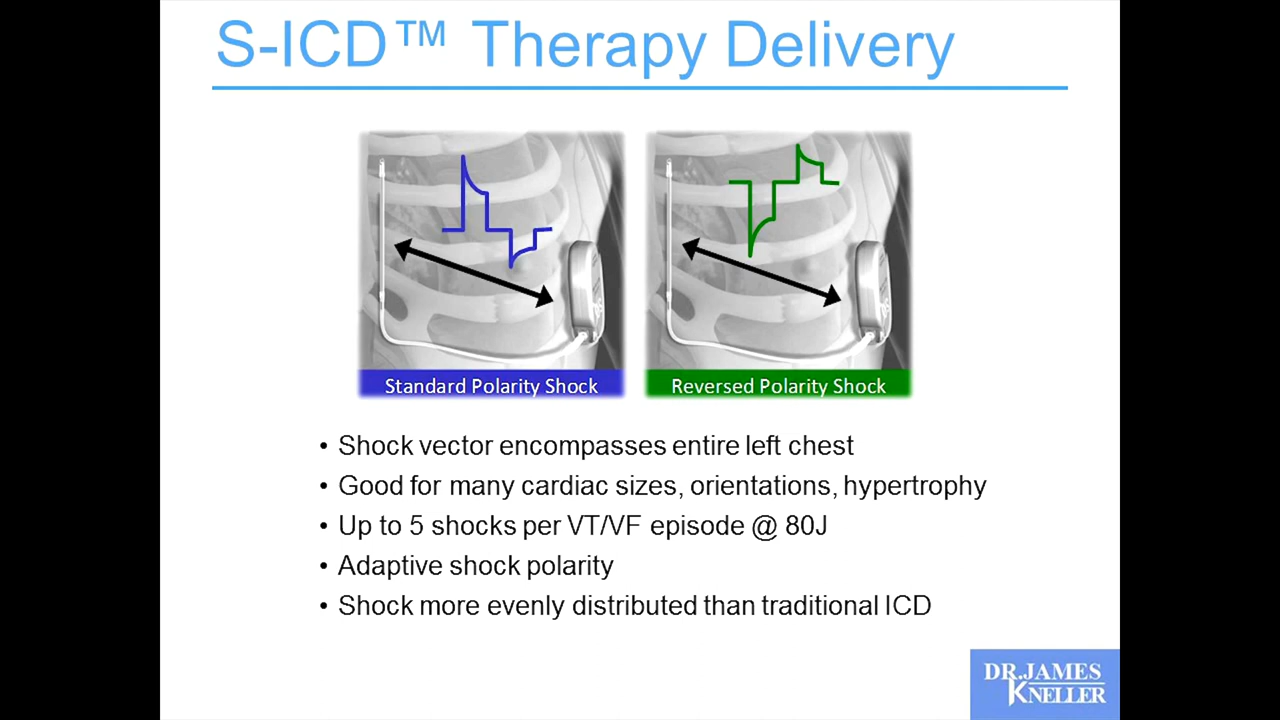 S-ICD™ Therapy Delivery
Standard Polarity Shock
Reversed Polarity Shock
• Shock vector encompasses entire left chest
• Good for many cardiac sizes, orientations, hypertrophy
• Up to 5 shocks per VT/VF episode @ 80J
• Adaptive shock polarity
• Shock more evenly distributed than traditional ICD
DR.JAMES
KNELLER